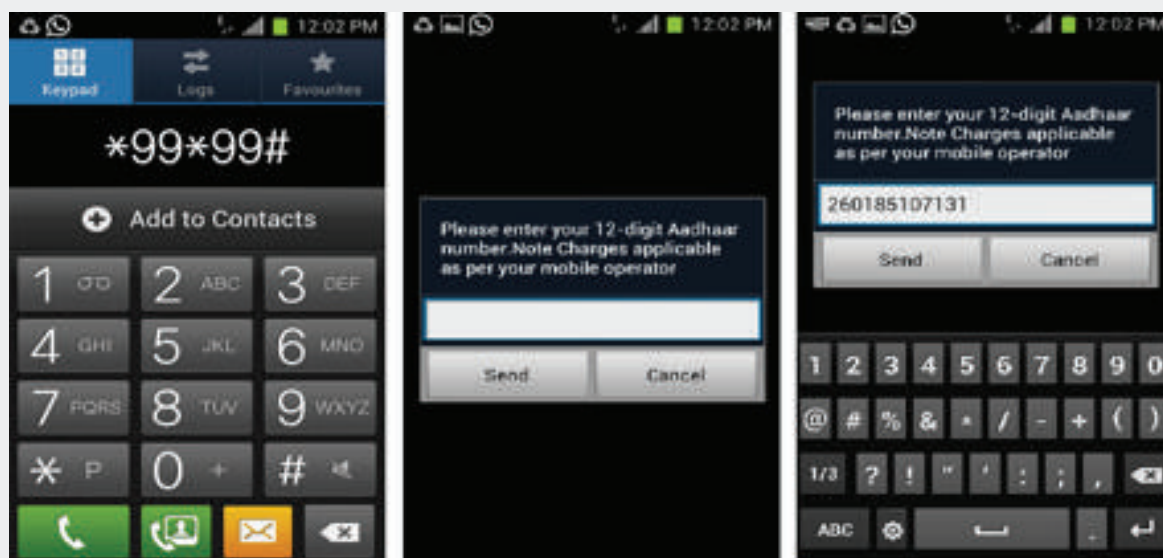 12:02 PM
Keypad
Logs
Favourites
*99*99#
Add to Contacts
1
2 ABC
3 DEF
4 GHI
5 JKL
6 MNO
7 PQRS
8 TUV
9 WXYZ
* P
0 +
#
12:02 PM
Please enter your 12-digit Aadhaar
number.Note Charges applicable
as per your mobile operator
Send
Cancel
12:02 PM
Please enter your 12-digit Aadhaar
number.Note Charges applicable
as per your mobile operator
260185107131
Send
Cancel
1 2 3 4 5 6 7 8 9 0
@ # % & * / - + ( )
1/3 ? ! " ' : ; ,
ABC .